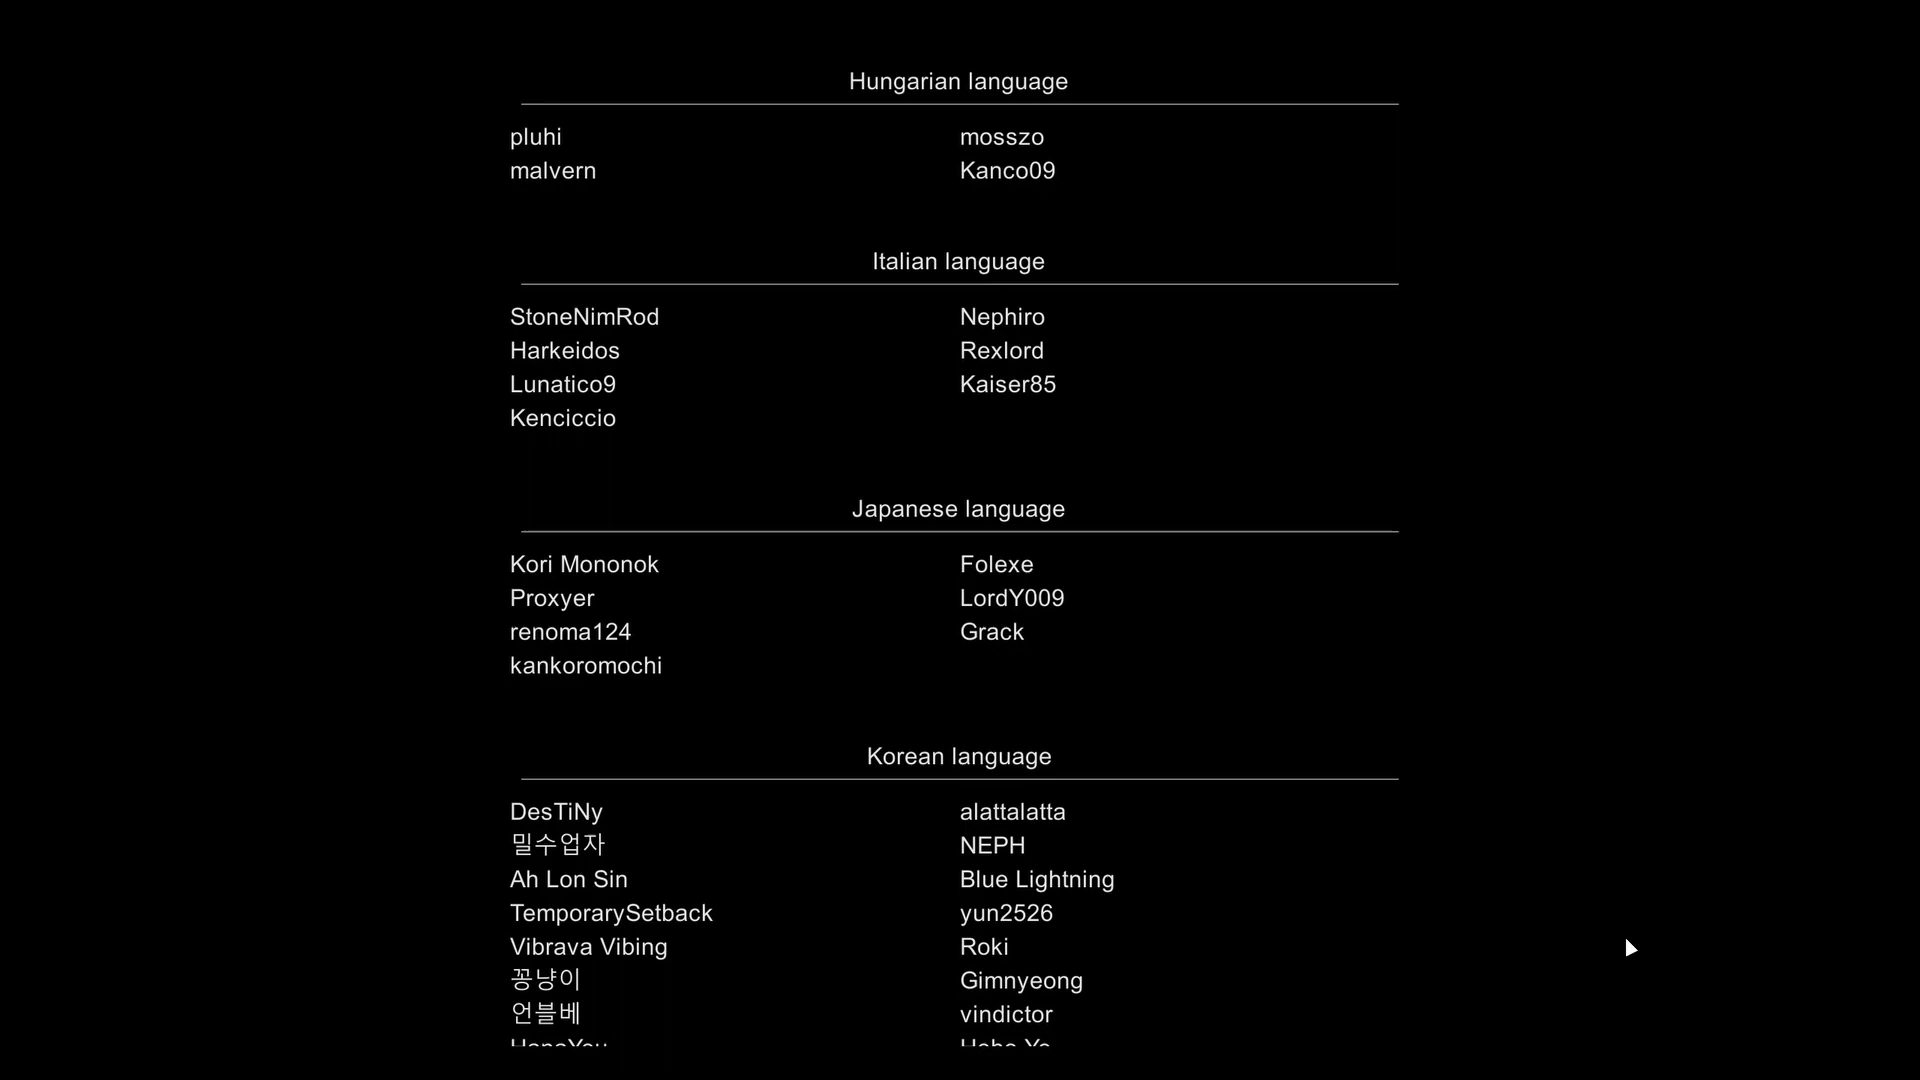 Hungarian language
pluhi mosszo
malvern Kanco09
Italian language
StoneNimRod Nephiro
Harkeidos Rexlord
Lunatico9 Kaiser85
Kenciccio
Japanese language
Kori Mononok Folexe
Proxyer LordY009
renoma124 Grack
kankoromochi
Korean language
DesTiNy alattalatta
밀수업자 NEPH
Ah Lon Sin Blue Lightning
TemporarySetback yun2526
Vibrava Vibing Roki
꽁냥이 Gimnyeong
언블베 vindictor